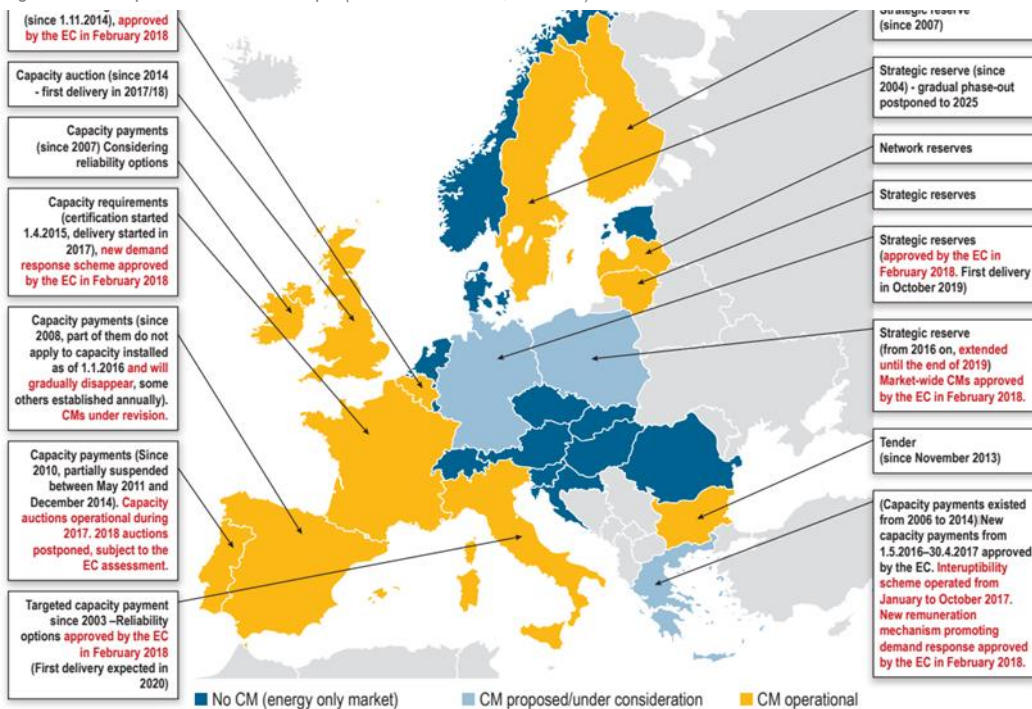 (since 1.11.2014), approved
by the EC in February 2018
Capacity auction (since 2014
- first delivery in 2017/18)
Capacity payments
(since 2007) Considering
reliability options
Capacity requirements
(certification started
1.4.2015, delivery started in
2017), new demand
response scheme approved
by the EC in February 2018
Capacity payments (since
2008, part of them do not
apply to capacity installed
as of 1.1.2016 and will
gradually disappear, some
others established annually).
CMs under revision.
Capacity payments (Since
2010, partially suspended
between May 2011 and
December 2014). Capacity
auctions operational during
2017. 2018 auctions
postponed, subject to the
EC assessment.
Targeted capacity payment
since 2003 –Reliability
options approved by the EC
in February 2018
(First delivery expected in
2020)
Strategic reserve
(since 2007)
Strategic reserve (since
2004) - gradual phase-out
postponed to 2025
Network reserves
Strategic reserves
Strategic reserves
(approved by the EC in
February 2018. First delivery
in October 2019)
Strategic reserve
(from 2016 on, extended
until the end of 2019)
Market-wide CMs approved
by the EC in February 2018.
Tender
(since November 2013)
(Capacity payments existed
from 2006 to 2014) New
capacity payments from
1.5.2016–30.4.2017 approved
by the EC. Interuptibility
scheme operated from
January to October 2017.
New remuneration
mechanism promoting
demand response approved
by the EC in February 2018.
No CM (energy only market)
CM proposed/under consideration
CM operational